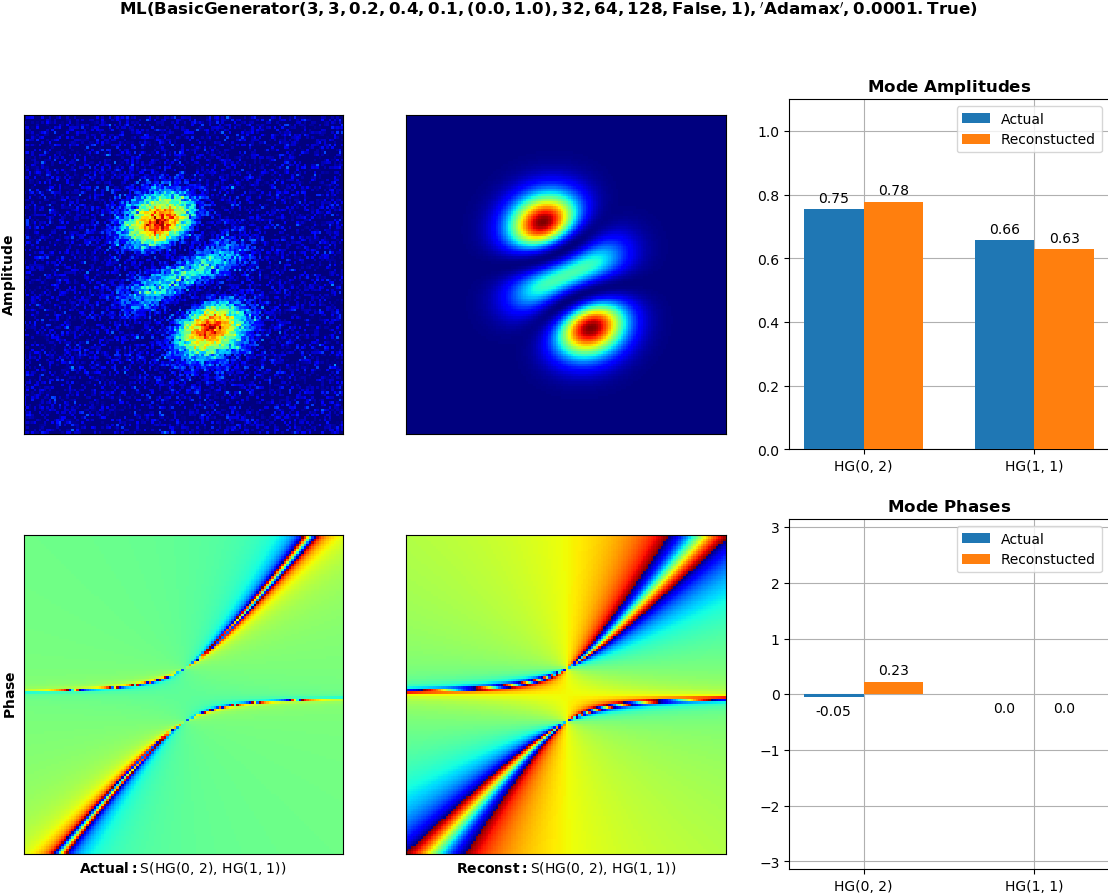 ML(BasicGenerator(3, 3, 0.2, 0.4, 0.1, (0.0, 1.0), 32, 64, 128, False, 1), ′Adamax′, 0.0001. True)
Mode Amplitudes
Amplitude
1.0
0.8
0.6
0.4
0.2
0.0
Actual
Reconstucted
0.75
0.78
0.66
0.63
HG(0, 2)
HG(1, 1)
Mode Phases
Phase
3
2
1
0
−1
−2
−3
Actual
Reconstucted
-0.05
0.23
0.0
0.0
HG(0, 2)
HG(1, 1)
Actual: S(HG(0, 2), HG(1, 1))
Reconst: S(HG(0, 2), HG(1, 1))